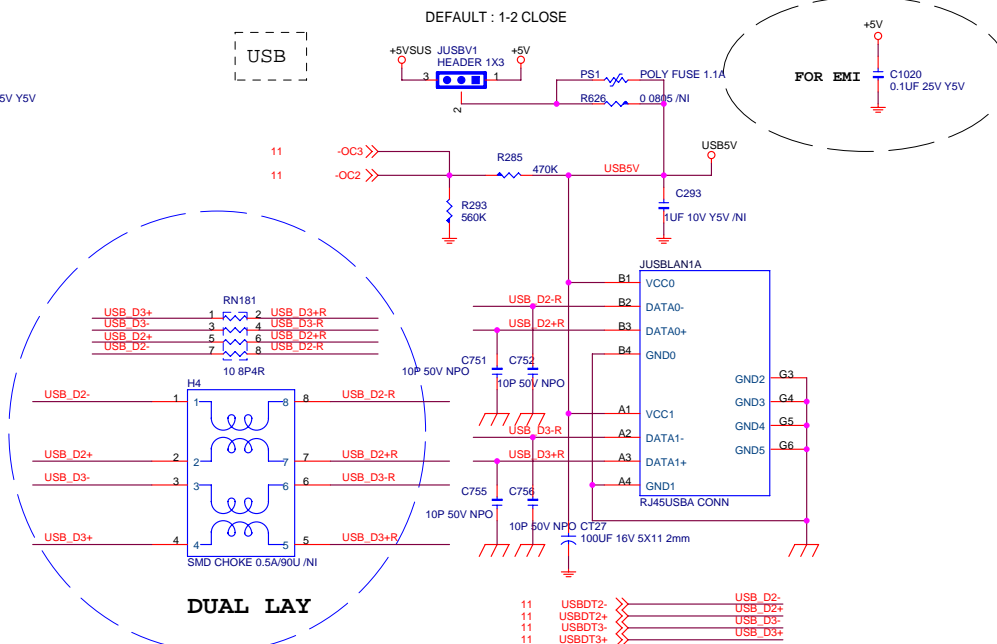 DEFAULT : 1-2 CLOSE
USB
+5VSUS
JUSBV1
HEADER 1X3
+5V
3
1
2
PS1
POLY FUSE 1.1A
R626
0 0805 /NI
+5V
FOR EMI
C1020
0.1UF 25V Y5V
5V Y5V
11
-OC3
11
-OC2
R285
470K
USB5V
USB5V
R293
560K
C293
1UF 10V Y5V /NI
RN181
USB_D3+ 1 2 USB_D3+R
USB_D3- 3 4 USB_D3-R
USB_D2+ 5 6 USB_D2+R
USB_D2- 7 8 USB_D2-R
10 8P4R
H4
USB_D2- 1 1 8 8 USB_D2-R
USB_D2+ 2 2 7 7 USB_D2+R
USB_D3- 3 3 6 6 USB_D3-R
USB_D3+ 4 4 5 5 USB_D3+R
SMD CHOKE 0.5A/90U /NI
DUAL LAY
JUSBLAN1A
B1 VCC0
USB_D2-R B2 DATA0-
USB_D2+R B3 DATA0+
B4 GND0
C751
10P 50V NPO
C752
10P 50V NPO
GND2 G3
GND3 G4
GND4 G5
GND5 G6
A1 VCC1
USB_D3-R A2 DATA1-
USB_D3+R A3 DATA1+
A4 GND1
RJ45USBA CONN
C755
10P 50V NPO
C756
10P 50V NPO
CT27
100UF 16V 5X11 2mm
11 USBDT2- USB_D2-
11 USBDT2+ USB_D2+
11 USBDT3- USB_D3-
11 USBDT3+ USB_D3+